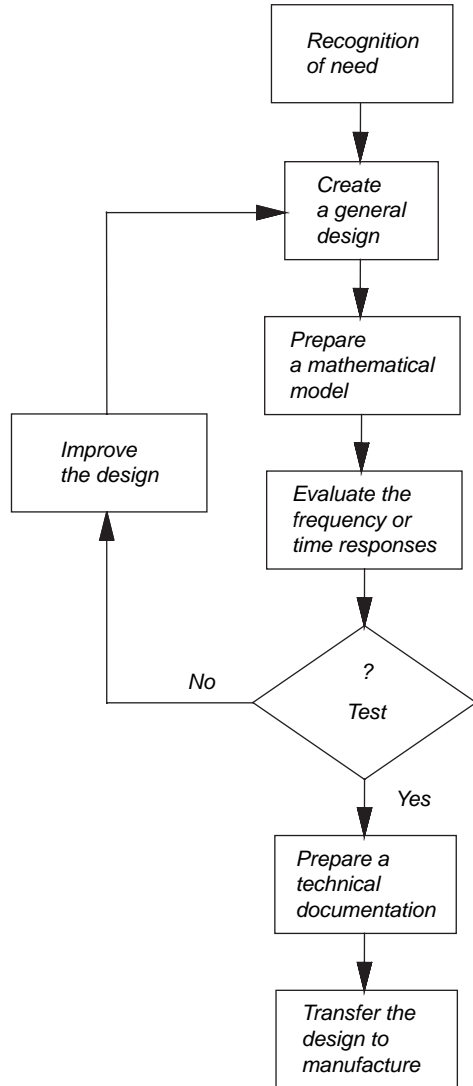 Recognition
of need
Create
a general
design
Prepare
a mathematical
model
Improve
the design
Evaluate the
frequency or
time responses
?
No
Test
Yes
Prepare a
technical
documentation
Transfer the
design to
manufacture